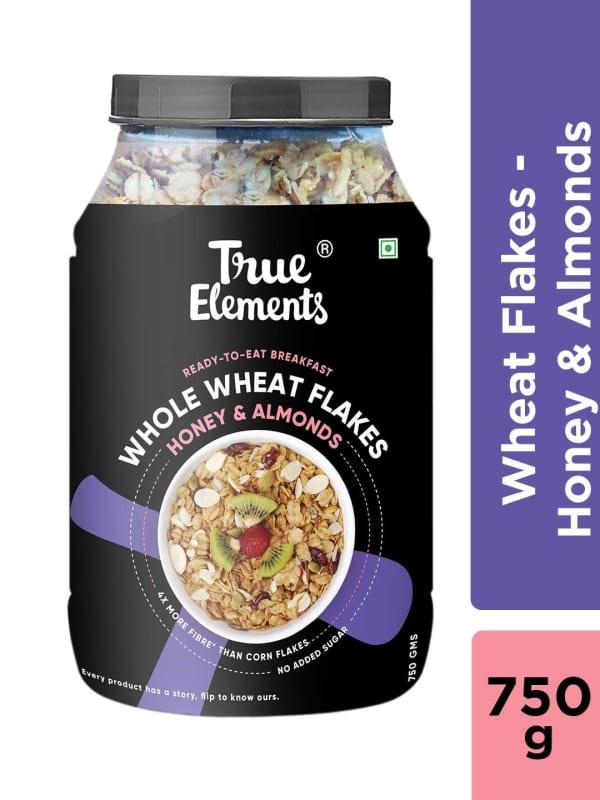 True ®
Elements
READY-TO-EAT BREAKFAST
WHOLE WHEAT FLAKES
HONEY & ALMONDS
4X MORE FIBRE* THAN CORN FLAKES
NO ADDED SUGAR
750 GMS
Every product has a story, flip to know ours.
Wheat Flakes -
Honey & Almonds
750
g